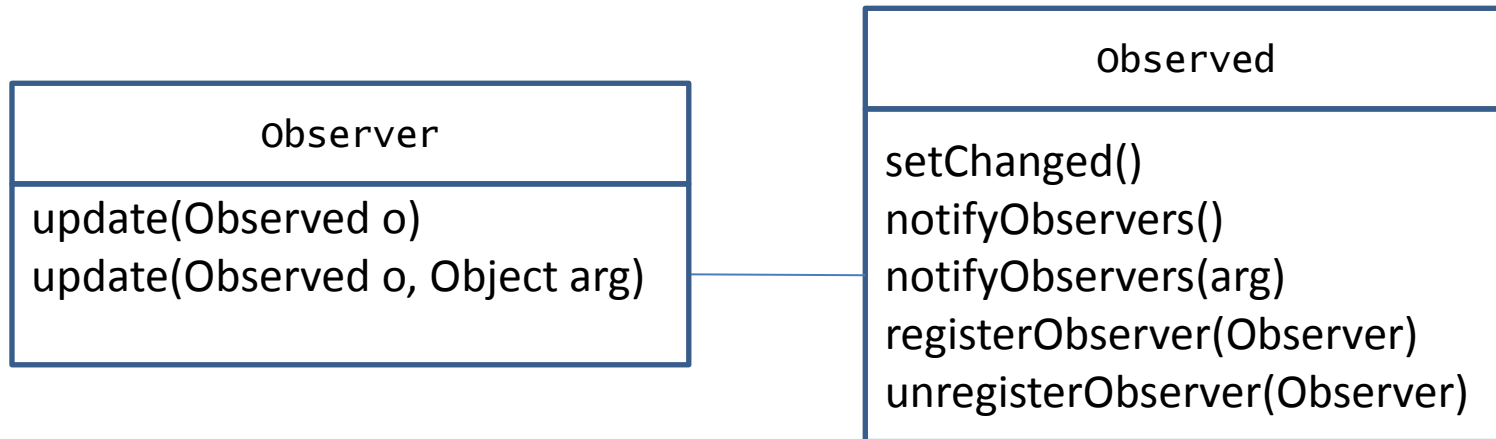 Observer
update(Observed o)
update(Observed o, Object arg)
Observed
setChanged()
notifyObservers()
notifyObservers(arg)
registerObserver(Observer)
unregisterObserver(Observer)